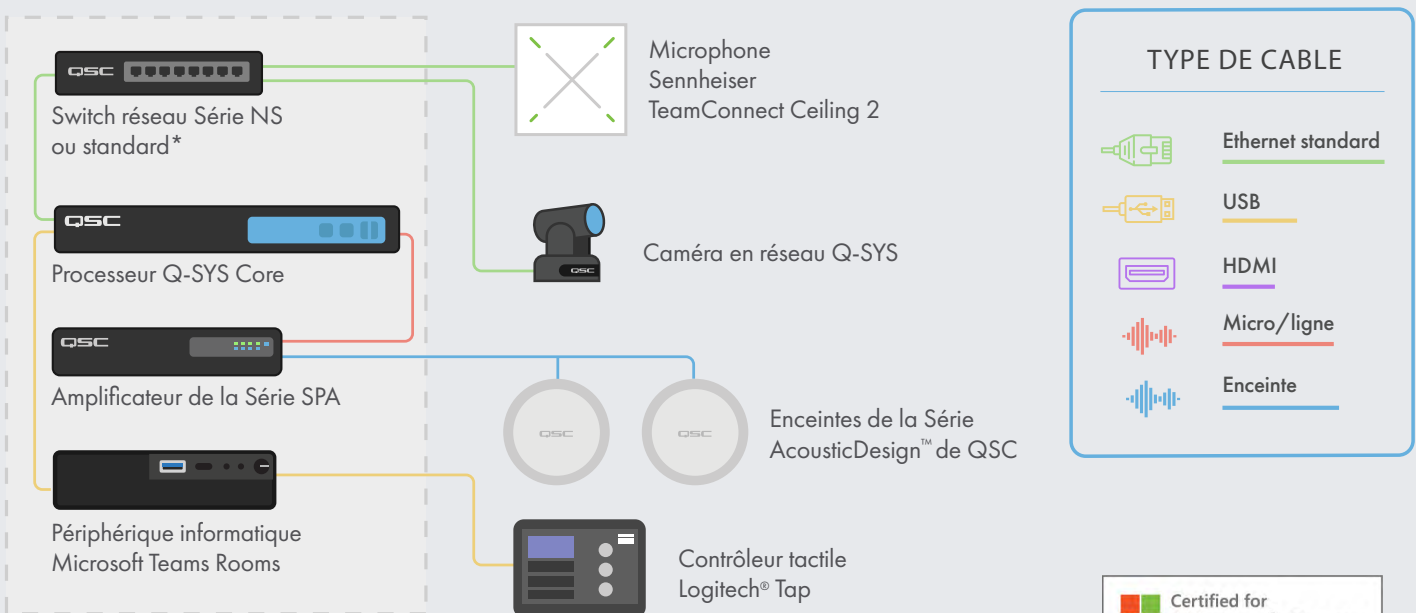 QSC
Switch réseau Série NS
ou standard*
QSC
Processeur Q-SYS Core
QSC
Amplificateur de la Série SPA
Périphérique informatique
Microsoft Teams Rooms
Microphone
Sennheiser
TeamConnect Ceiling 2
QSC
Caméra en réseau Q-SYS
QSC
QSC
Enceintes de la Série
AcousticDesign™ de QSC
Contrôleur tactile
Logitech® Tap
TYPE DE CABLE
Ethernet standard
USB
HDMI
Micro/ligne
Enceinte
Certified for